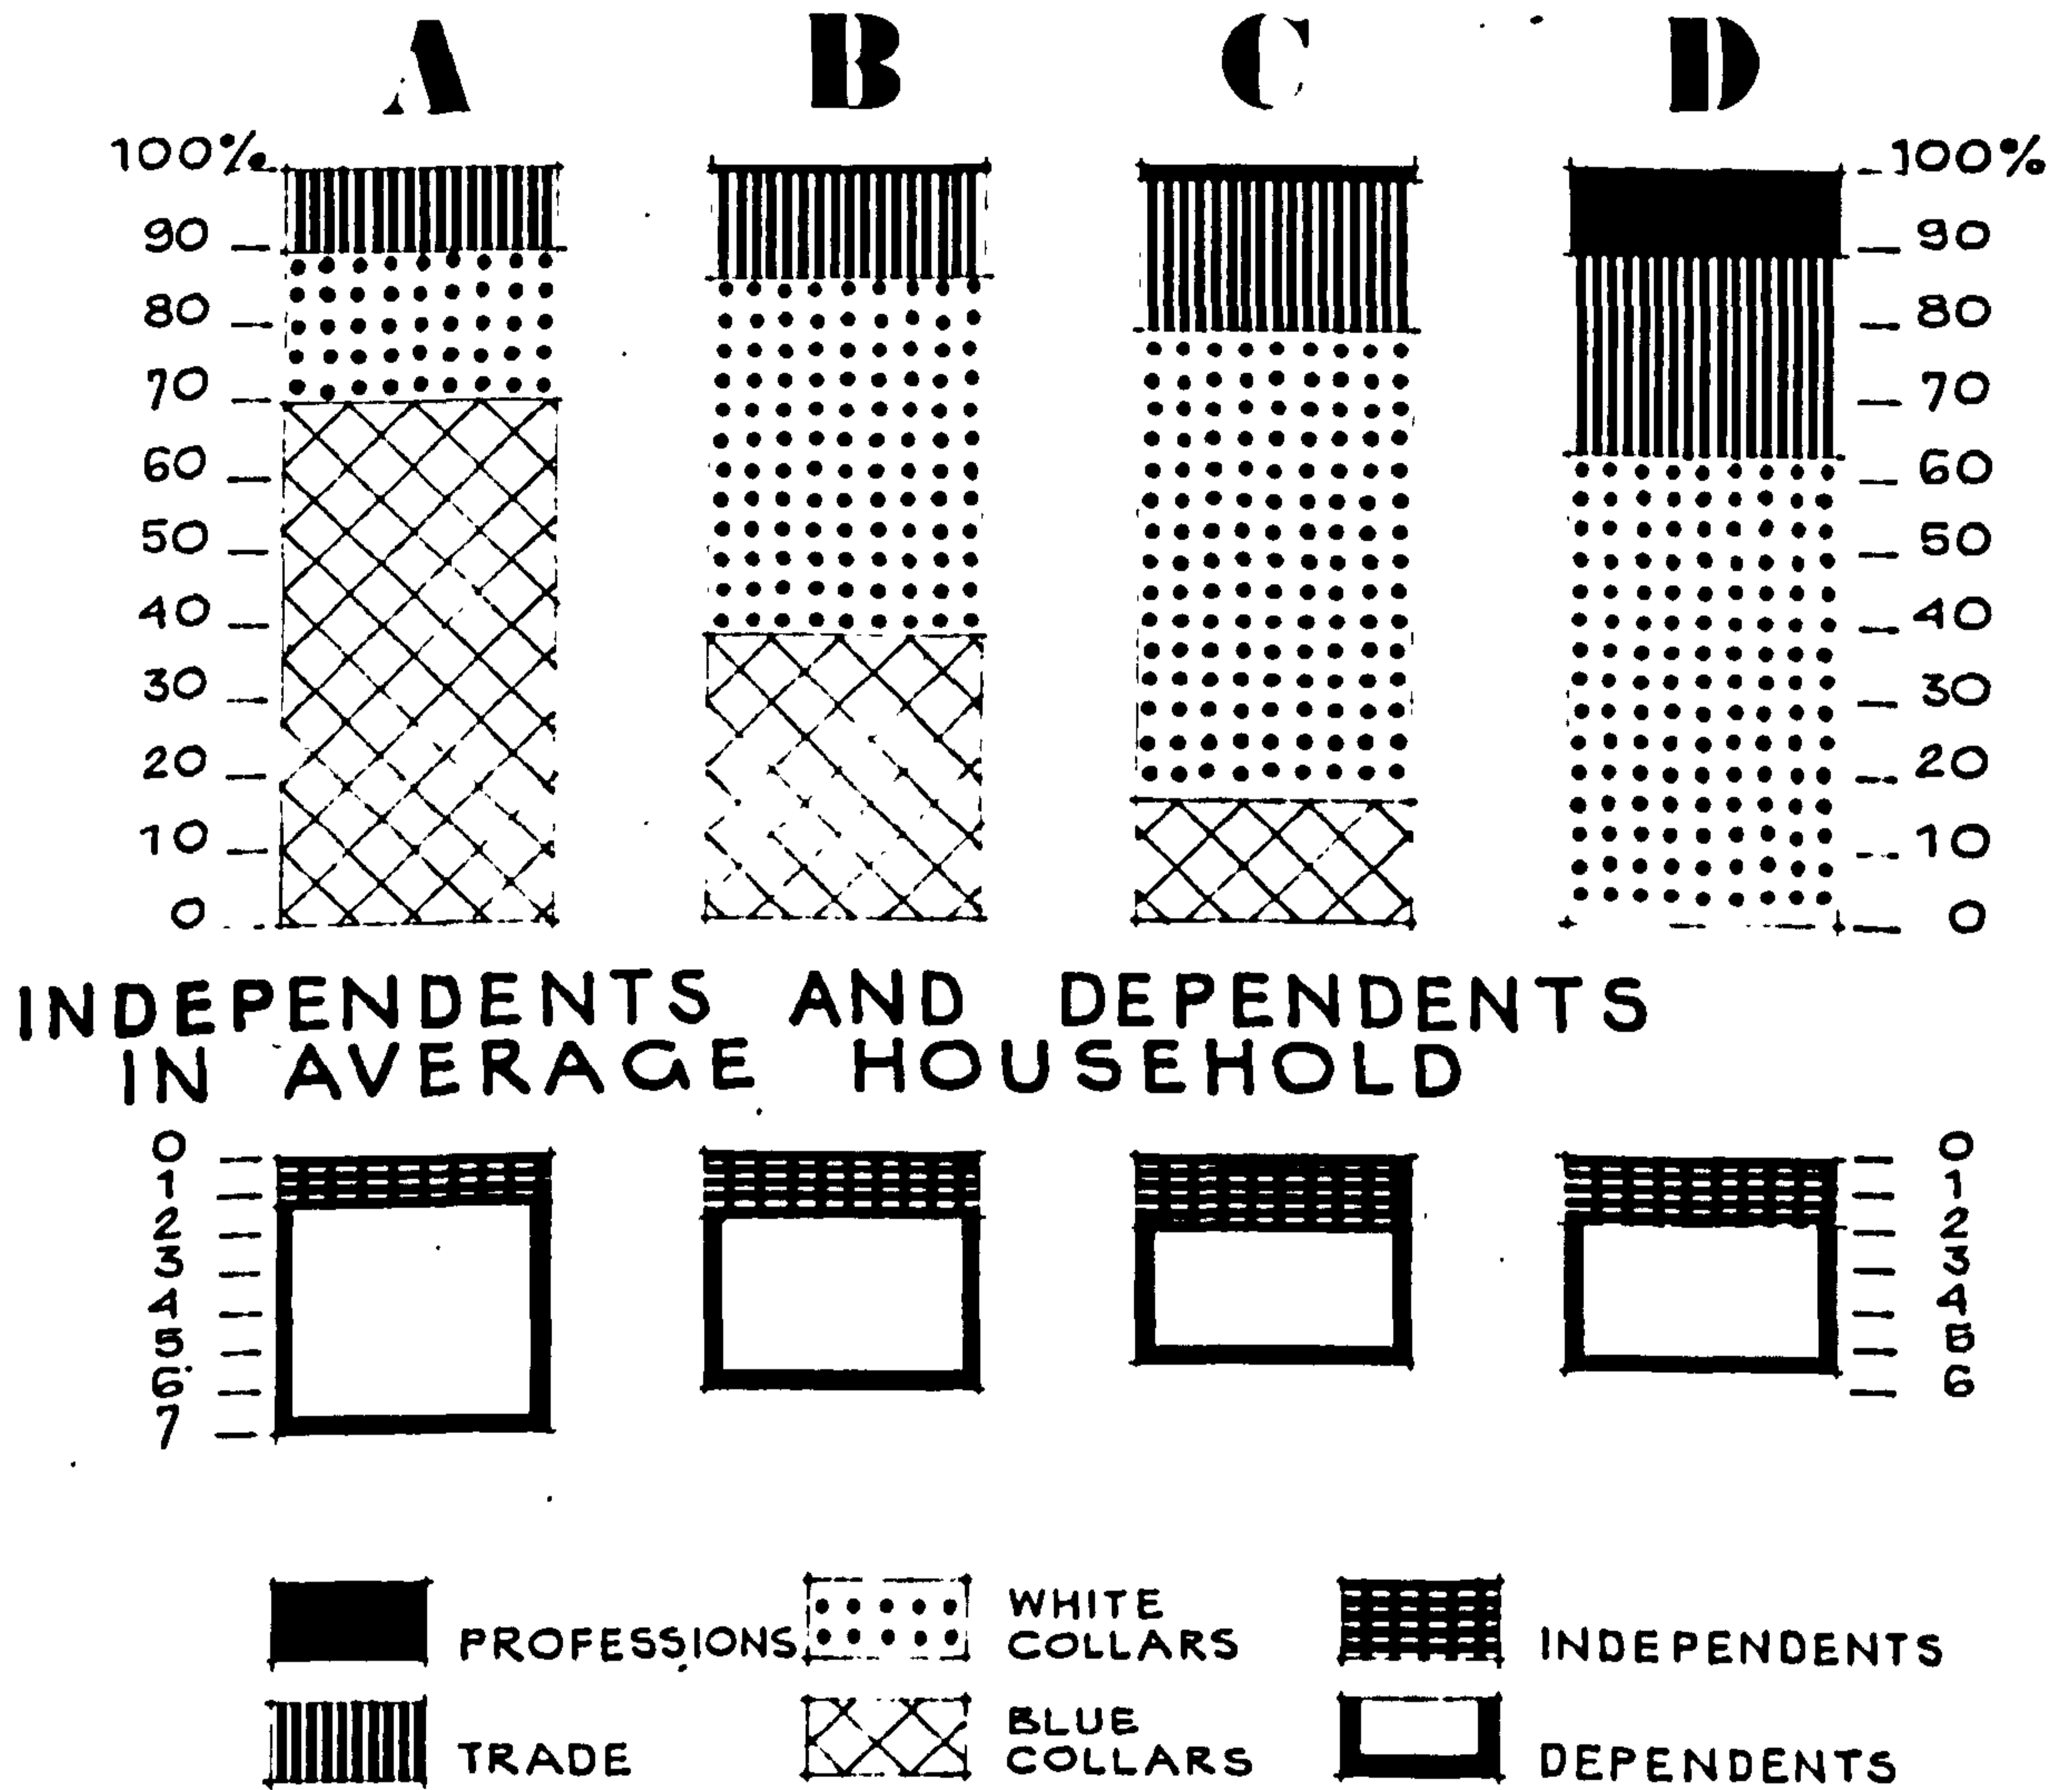 A B C D
100% 100%
90 90
80 80
70 70
60 60
50 50
40 40
30 30
20 20
10 10
0 0
INDEPENDENTS AND DEPENDENTS
IN AVERAGE HOUSEHOLD
0 0
1 1
2 2
3 3
4 4
5 5
6 6
7
PROFESSIONS
WHITE
COLLARS
INDEPENDENTS
TRADE
BLUE
COLLARS
DEPENDENTS